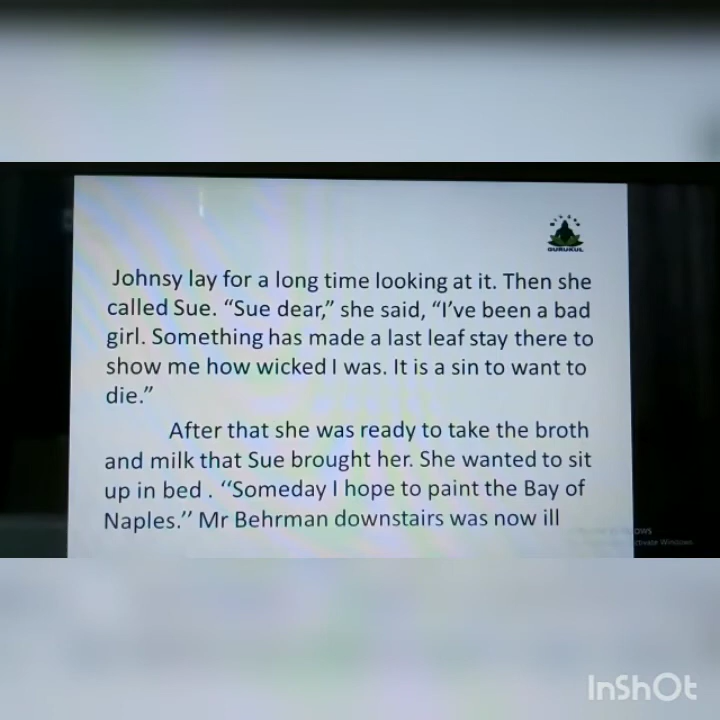 GURUKUL
Johnsy lay for a long time looking at it. Then she
called Sue. “Sue dear,” she said, “I’ve been a bad
girl. Something has made a last leaf stay there to
show me how wicked I was. It is a sin to want to
die.”
After that she was ready to take the broth
and milk that Sue brought her. She wanted to sit
up in bed . ‘‘Someday I hope to paint the Bay of
Naples.’’ Mr Behrman downstairs was now ill
Windows.
InShOt